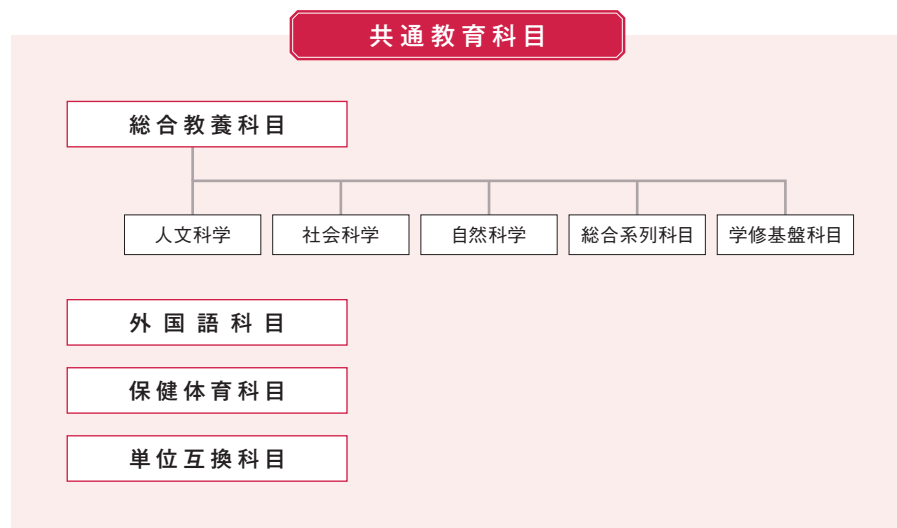 共通教育科目
総合教養科目
人文科学
社会科学
自然科学
総合系列科目
学修基盤科目
外国語科目
保健体育科目
単位互換科目